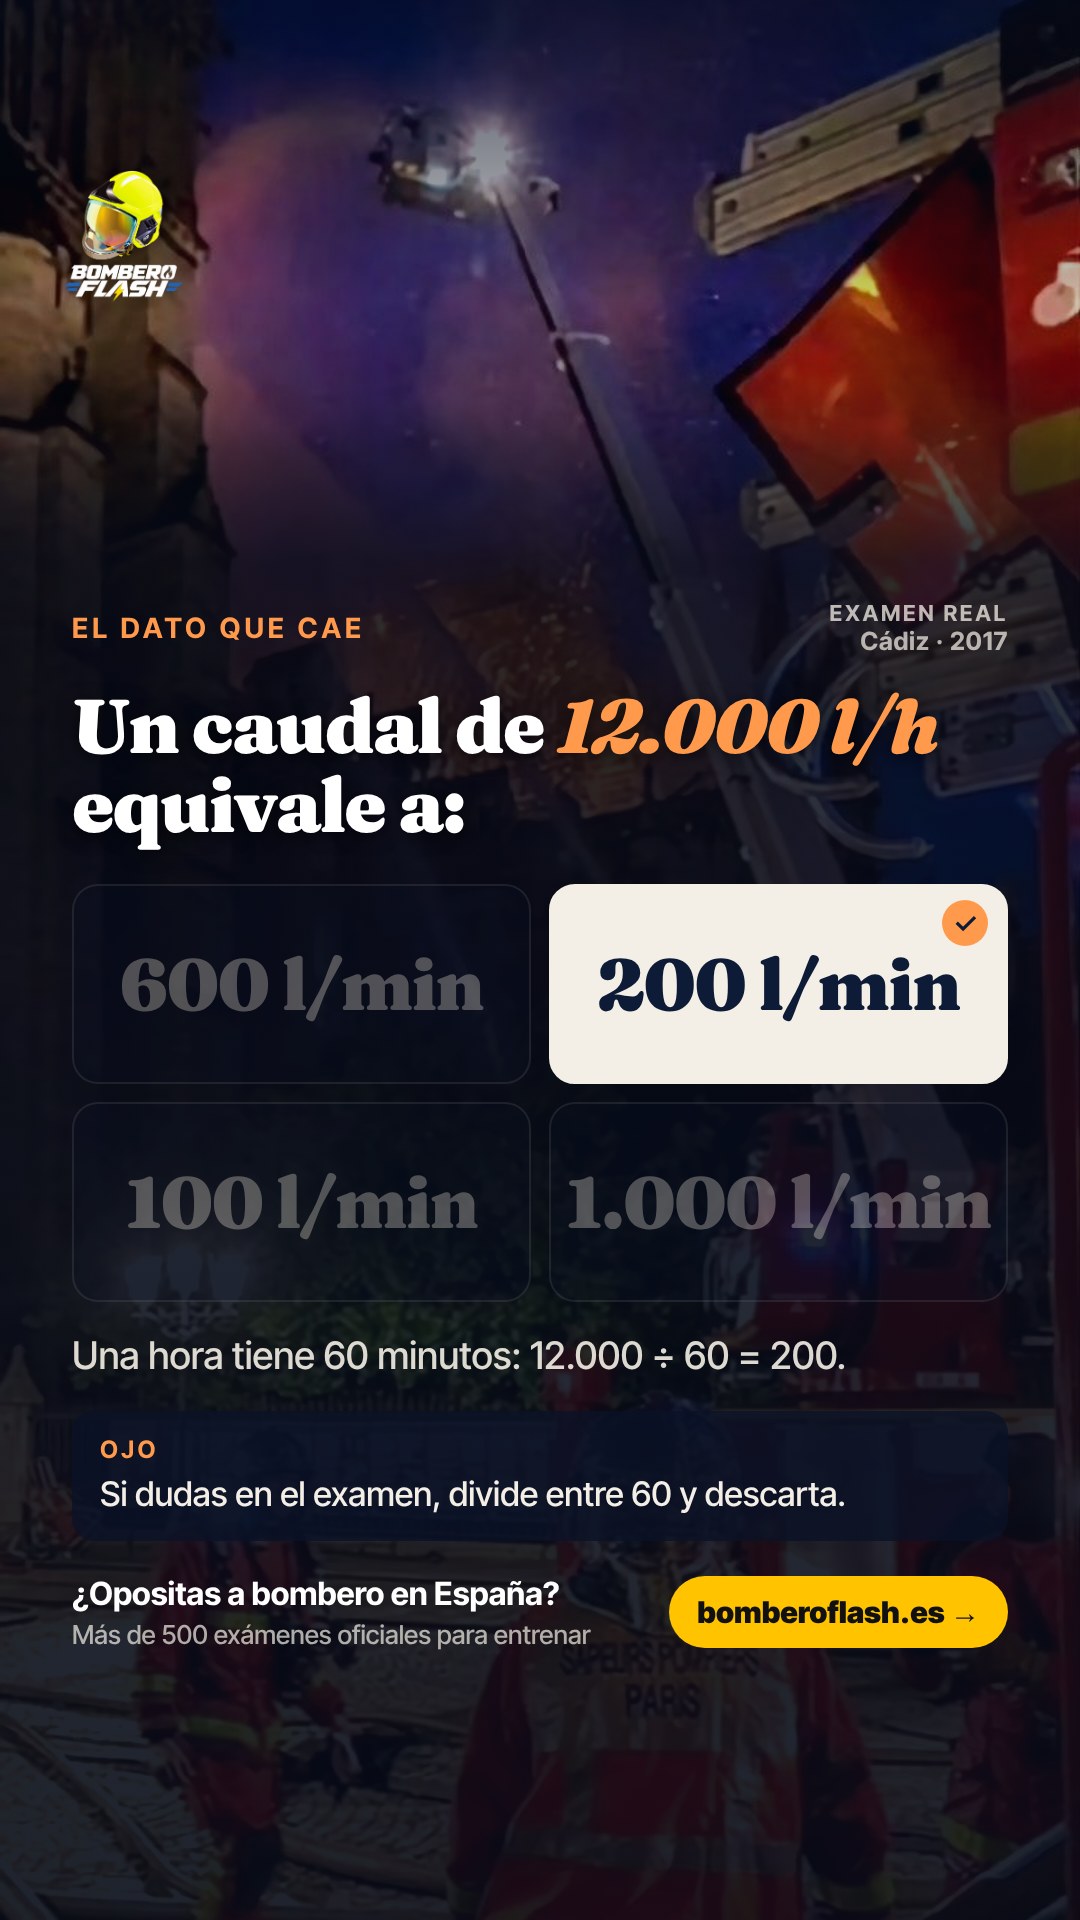 BOMBERO
FLASH
EL DATO QUE CAE
EXAMEN REAL
Cádiz · 2017
Un caudal de 12.000 l/h
equivale a:
600 l/min
200 l/min
100 l/min
1.000 l/min
Una hora tiene 60 minutos: 12.000 ÷ 60 = 200.
OJO
Si dudas en el examen, divide entre 60 y descarta.
¿Opositas a bombero en España?
Más de 500 exámenes oficiales para entrenar
bomberoflash.es →
SAPEURS POMPIERS
PARIS